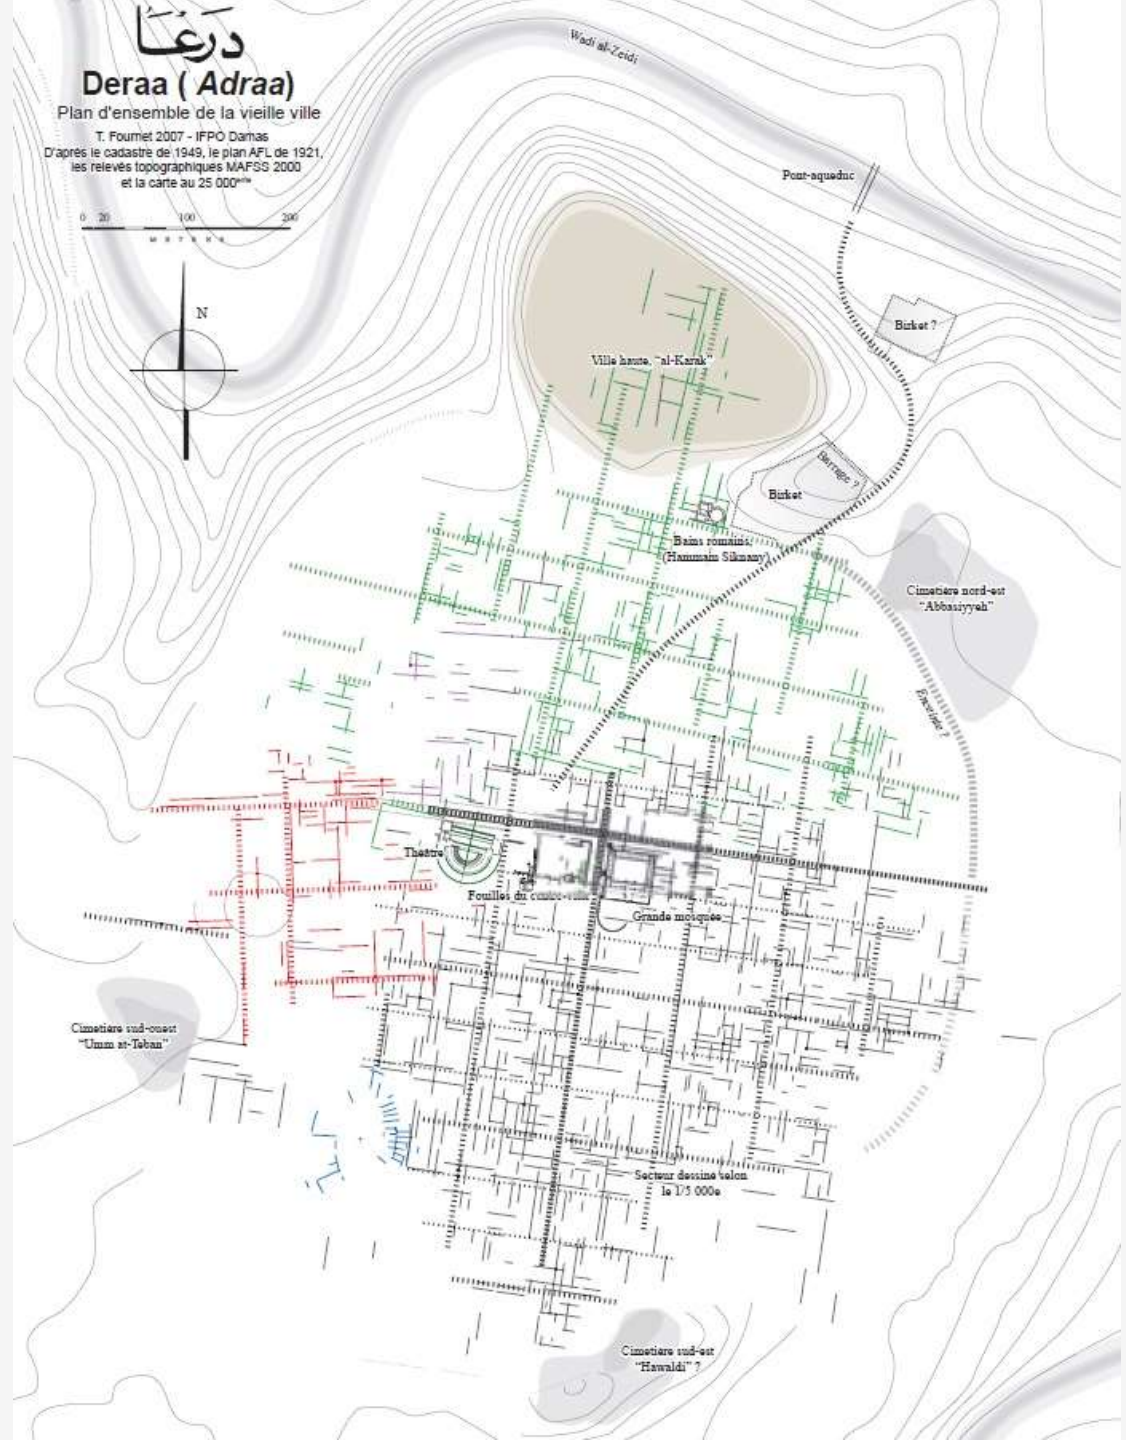 درعا
Deraa ( Adraa)
Plan d'ensemble de la vieille ville
T. Fournet 2007 - IFPO Damas
D'après le cadastre de 1949, le plan AFL de 1921,
les relevés topographiques MAFSS 2000
et la carte au 25 000ème
0 20 100 200
METRES
N
Wadi al-Zeidi
Pont-aqueduc
Birket ?
Ville haute, "al-Karak"
Barrage ?
Birket
Bains romains,
(Hammam Siknany)
Cimetière nord-est
"Abbasiyyeh"
Enceinte ?
Théâtre
Fouilles du centre-ville
Grande mosquée
Cimetière sud-ouest
"Umm at-Teban"
Secteur dessiné selon
le 1/5 000e
Cimetière sud-est
"Hawaldi" ?